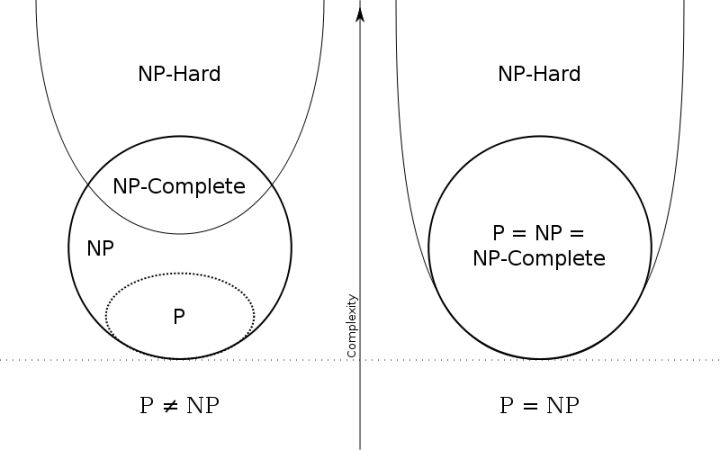 NP-Hard
NP-Complete
NP
P
P ≠ NP
Complexity
NP-Hard
P = NP =
NP-Complete
P = NP